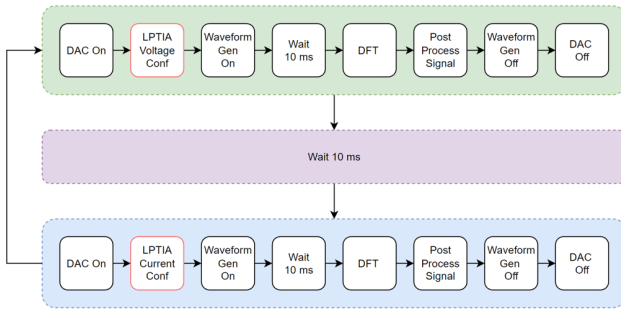 DAC On
LPTIA
Voltage
Conf
Waveform
Gen
On
Wait
10 ms
DFT
Post
Process
Signal
Waveform
Gen
Off
DAC
Off
Wait 10 ms
DAC On
LPTIA
Current
Conf
Waveform
Gen
On
Wait
10 ms
DFT
Post
Process
Signal
Waveform
Gen
Off
DAC
Off